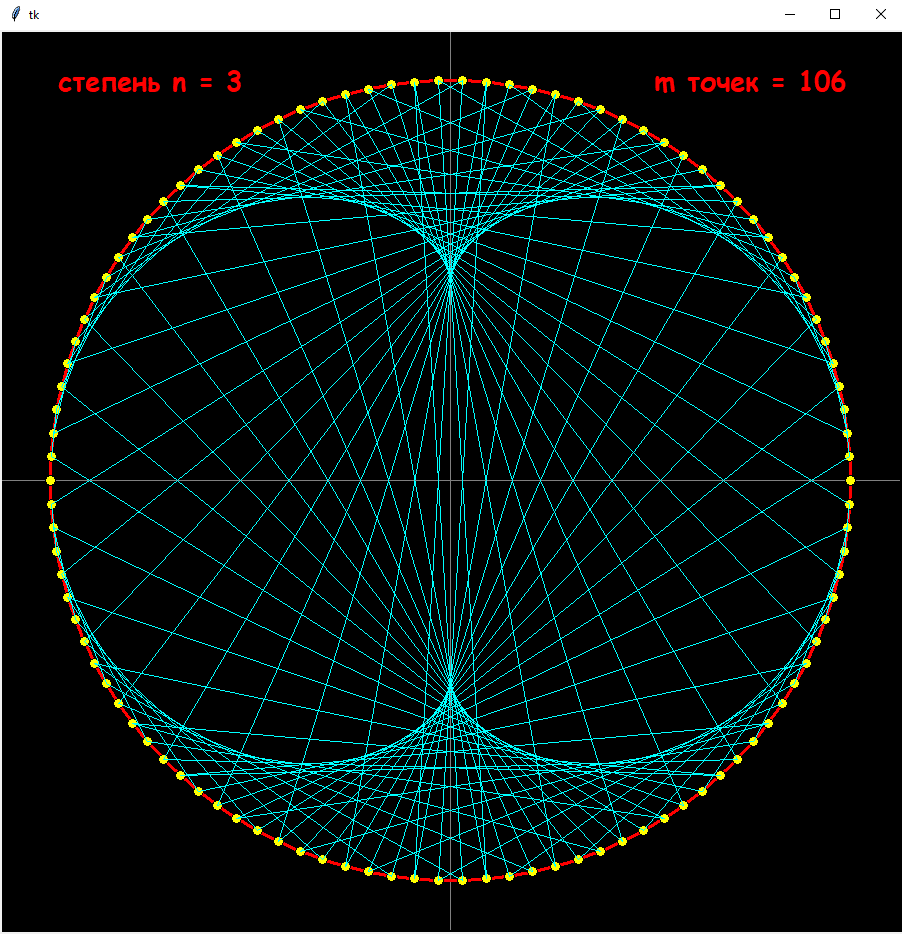 tk
степень n = 3
m точек = 106